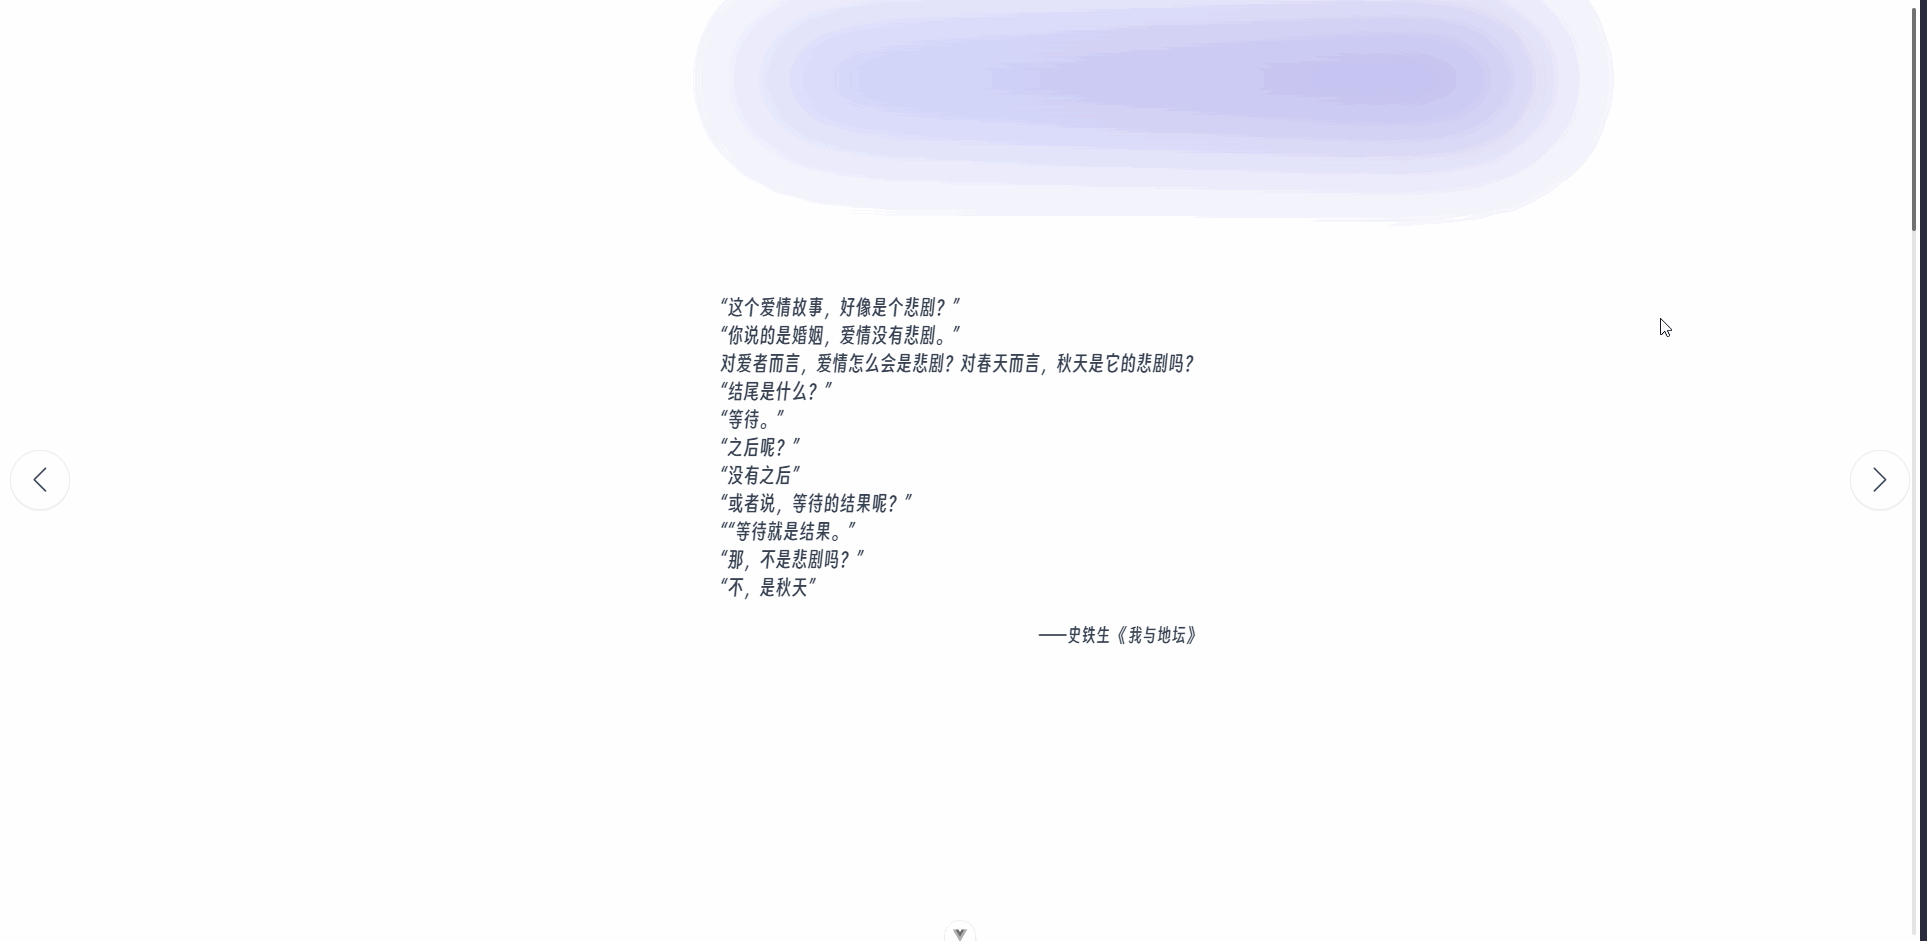 “这个爱情故事，好像是个悲剧？”
“你说的是婚姻，爱情没有悲剧。”
对爱者而言，爱情怎么会是悲剧？对春天而言，秋天是它的悲剧吗？
“结尾是什么？”
“等待。”
“之后呢？”
“没有之后”
“或者说，等待的结果呢？”
““等待就是结果。”
“那，不是悲剧吗？”
“不，是秋天”
——史铁生《我与地坛》